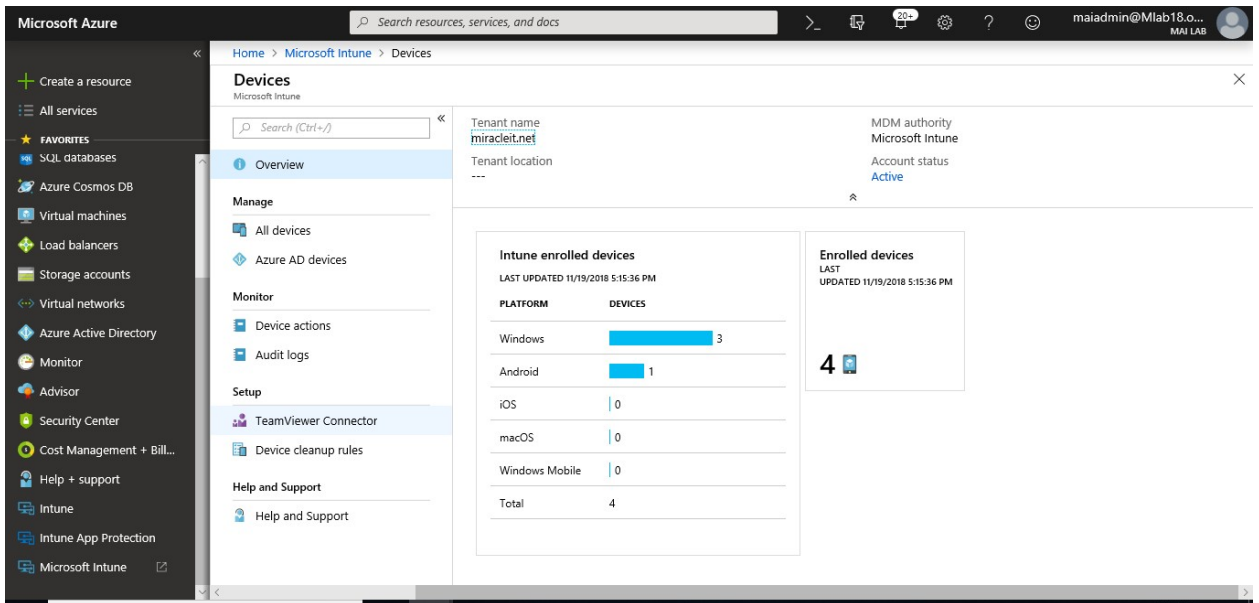 Microsoft Azure
Search resources, services, and docs
20+
maiadmin@Mlab18.o...
MAI LAB
Home > Microsoft Intune > Devices
Create a resource
All services
FAVORITES
SQL databases
Azure Cosmos DB
Virtual machines
Load balancers
Storage accounts
Virtual networks
Azure Active Directory
Monitor
Advisor
Security Center
Cost Management + Bill...
Help + support
Intune
Intune App Protection
Microsoft Intune
Devices
Microsoft Intune
Search (Ctrl+/)
Overview
Manage
All devices
Azure AD devices
Monitor
Device actions
Audit logs
Setup
TeamViewer Connector
Device cleanup rules
Help and Support
Help and Support
Tenant name
miracleit.net
Tenant location
---
MDM authority
Microsoft Intune
Account status
Active
Intune enrolled devices
LAST UPDATED 11/19/2018 5:15:36 PM
PLATFORM DEVICES
Windows 3
Android 1
iOS 0
macOS 0
Windows Mobile 0
Total 4
Enrolled devices
LAST
UPDATED 11/19/2018 5:15:36 PM
4